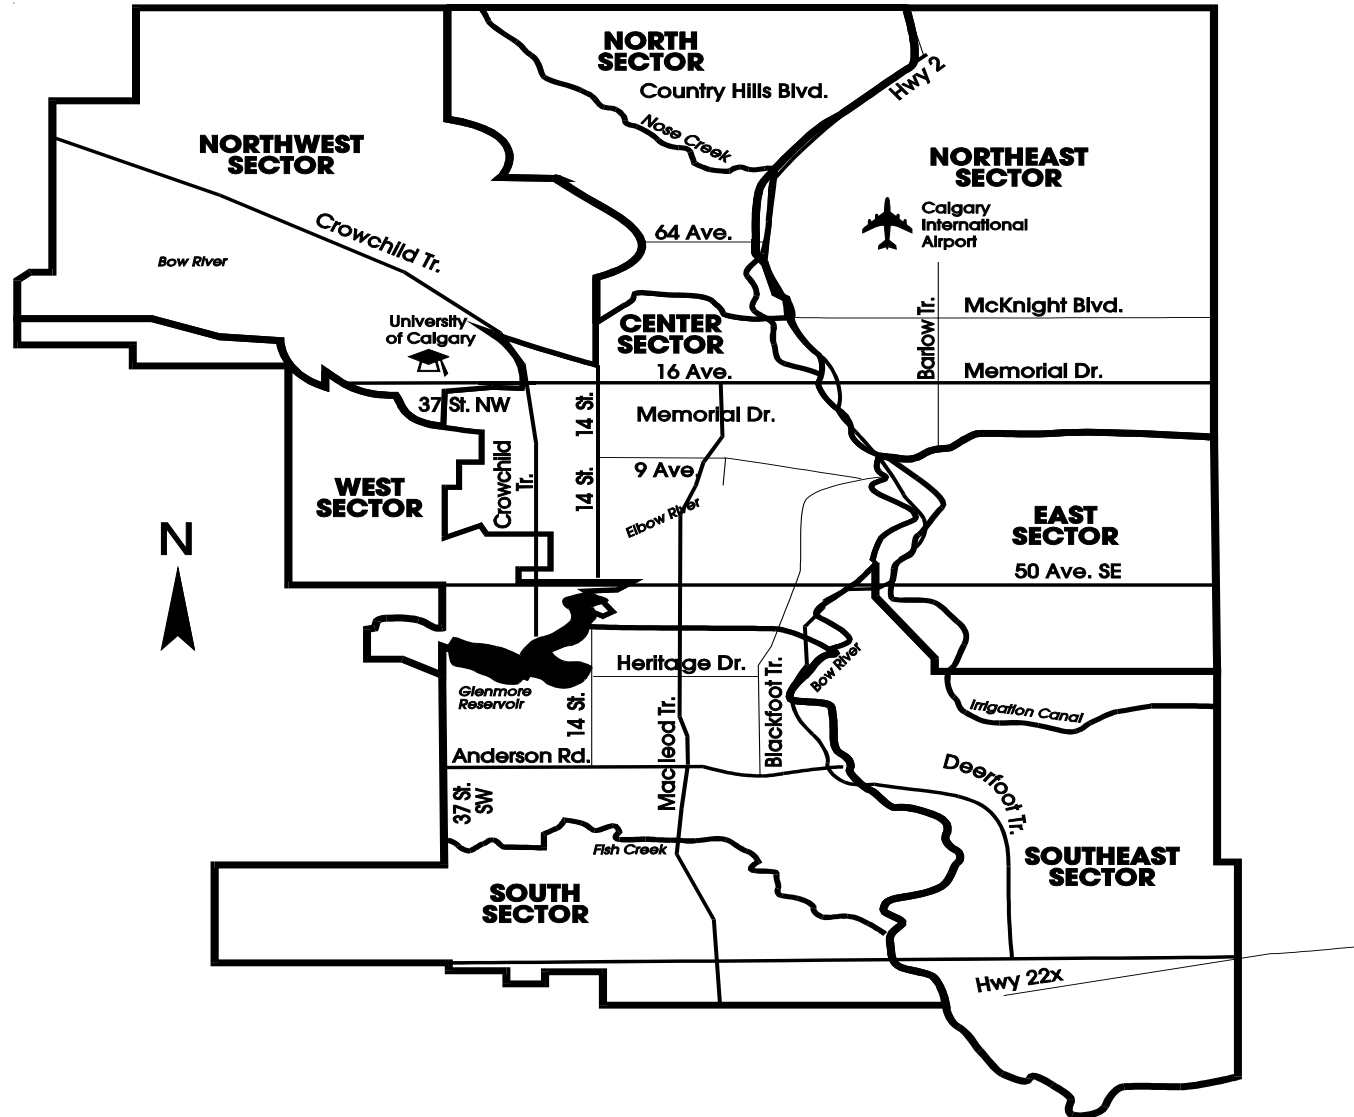 NORTH
SECTOR
Country Hills Blvd.
Hwy 2
Nose Creek
NORTHWEST
SECTOR
NORTHEAST
SECTOR
Calgary
International
Airport
Crowchild Tr.
64 Ave.
Bow River
McKnight Blvd.
Barlow Tr.
University
of Calgary
CENTER
SECTOR
16 Ave.
Memorial Dr.
37 St. NW
14 St.
Memorial Dr.
Crowchild
Tr.
14 St.
9 Ave.
WEST
SECTOR
Elbow River
EAST
SECTOR
N
50 Ave. SE
Heritage Dr.
Bow River
Glenmore
Reservoir
14 St.
Macleod Tr.
Blackfoot Tr.
Irrigation Canal
Anderson Rd.
Deerfoot Tr.
37 St.
SW
Fish Creek
SOUTHEAST
SECTOR
SOUTH
SECTOR
Hwy 22x